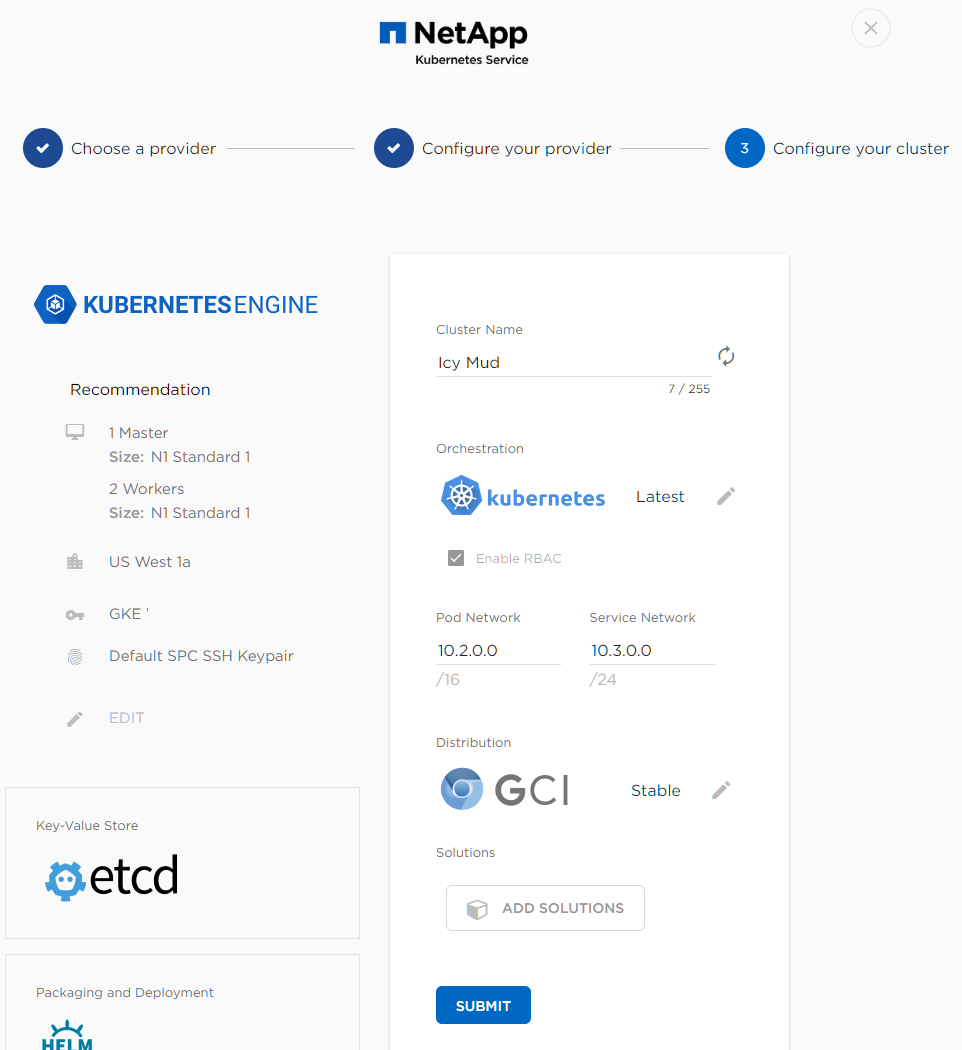 NetApp
Kubernetes Service
Choose a provider
Configure your provider
3 Configure your cluster
KUBERNETES ENGINE
Recommendation
1 Master
Size: N1 Standard 1
2 Workers
Size: N1 Standard 1
US West 1a
GKE '
Default SPC SSH Keypair
EDIT
Key-Value Store
etcd
Packaging and Deployment
HELM
Cluster Name
Icy Mud
7 / 255
Orchestration
kubernetes Latest
Enable RBAC
Pod Network Service Network
10.2.0.0 10.3.0.0
/16 /24
Distribution
GCI Stable
Solutions
ADD SOLUTIONS
SUBMIT